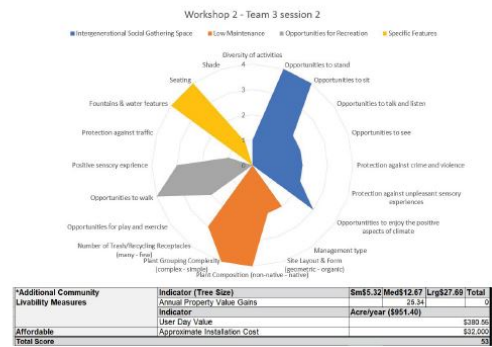 Workshop 2 - Team 3 session 2
Intergenerational Social Gathering Space Low Maintenance Opportunities for Recreation Specific Features
Diversity of activities
Shade 4 Opportunities to stand
Seating Opportunities to sit
3
Fountains & water features Opportunities to talk and listen
2
Protection against traffic Opportunities to see
1
Positive sensory exprience 0 Protection against crime and violence
Opportunities to walk Protection against unpleasant sensory
experiences
Opportunities for play and exercise Opportunitites to enjoy the positive
aspects of climate
Number of Trash/Recycling Receptacles Management type
(many - few)
Plant Grouping Complexity Site Layout & Form
(complex - simple) (geometric - organic)
Plant Composition (non-native - native)
*Additional Community Indicator (Tree Size) Sm$5.32 Med$12.67 Lrg$27.69 Total
Livability Measures Annual Property Value Gains 25.34 0
Indicator Acre/year ($951.40)
User Day Value $380.56
Affordable Approximate Installation Cost $32,000
Total Score 53